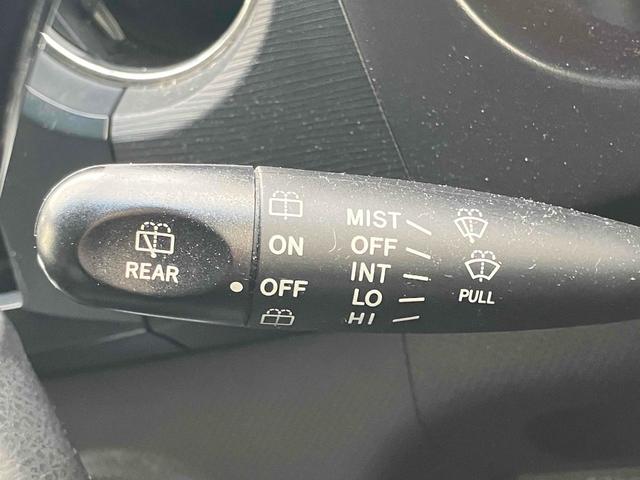 REAR
ON
OFF
MIST
OFF
INT
LO
HI
PULL